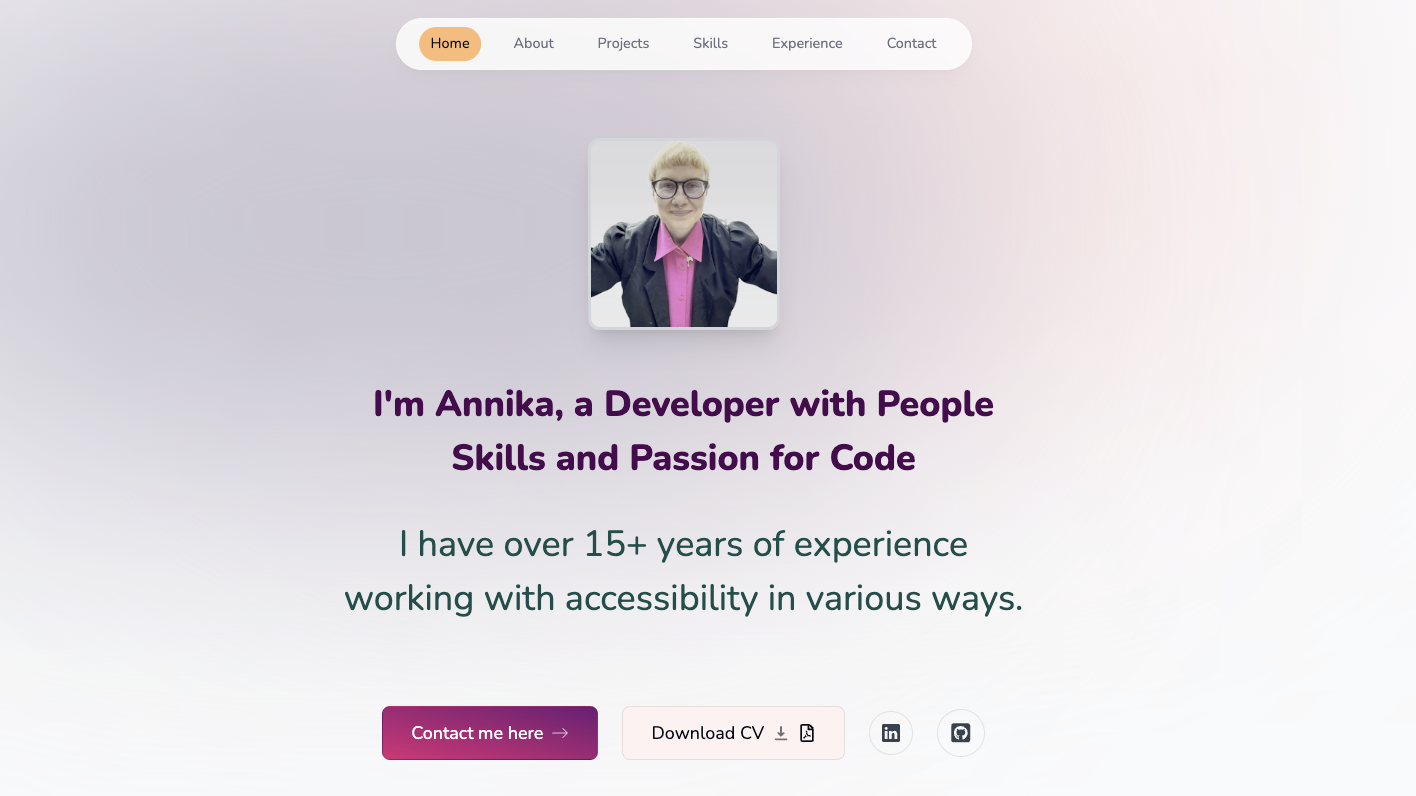 Home About Projects Skills Experience Contact
I'm Annika, a Developer with People
Skills and Passion for Code
I have over 15+ years of experience
working with accessibility in various ways.
Contact me here Download CV in